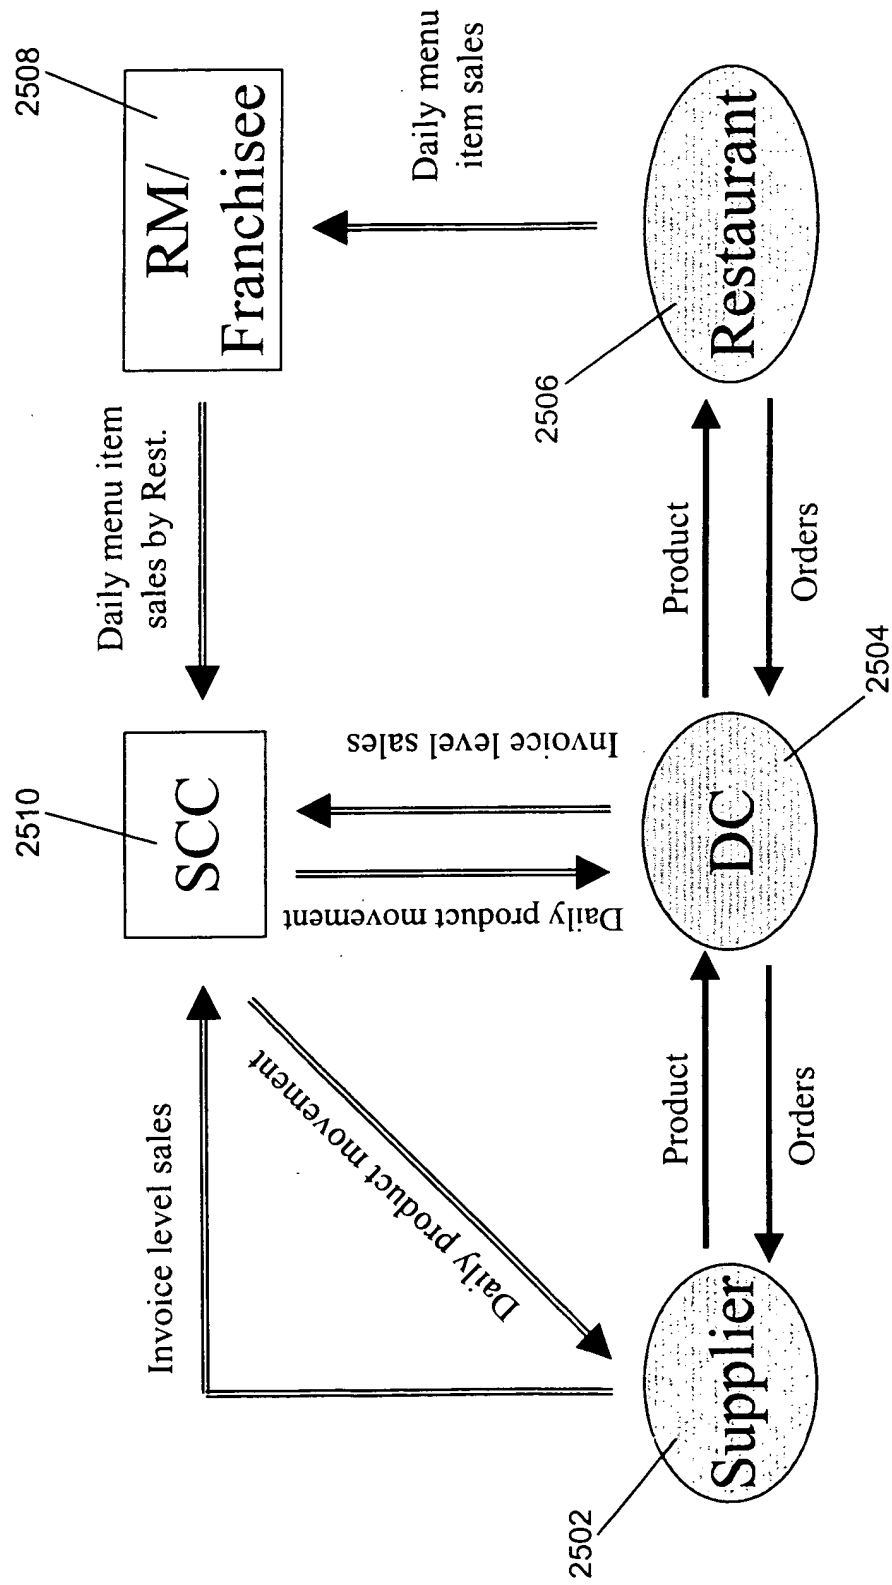 2510
SCC
Daily menu item
sales by Rest.
2508
RM/
Franchisee
Invoice level sales
Daily product movement
Daily product movement
Invoice level sales
Daily menu
item sales
2502
Supplier
Product
Orders
DC
2504
Product
Orders
2506
Restaurant